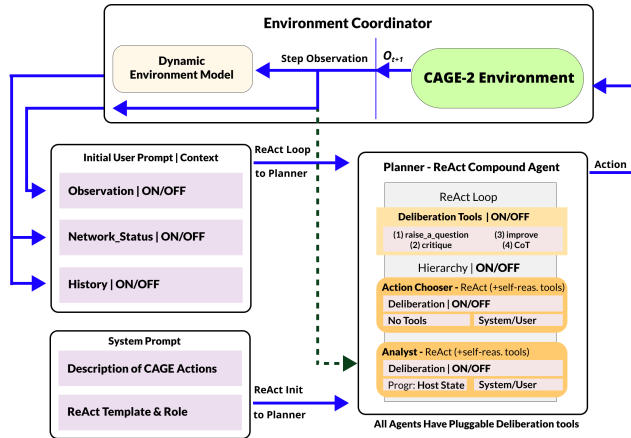 Environment Coordinator
Dynamic
Environment Model
Step Observation
Ot+1
CAGE-2 Environment
Initial User Prompt | Context
Observation | ON/OFF
Network_Status | ON/OFF
History | ON/OFF
ReAct Loop
to Planner
System Prompt
Description of CAGE Actions
ReAct Template & Role
ReAct Init
to Planner
Planner - ReAct Compound Agent
Action
ReAct Loop
Deliberation Tools | ON/OFF
(1) raise_a_question
(2) critique
(3) improve
(4) CoT
Hierarchy | ON/OFF
Action Chooser - ReAct (+self-reas. tools)
Deliberation | ON/OFF
No Tools
System/User
Analyst - ReAct (+self-reas. tools)
Deliberation | ON/OFF
Progr: Host State
System/User
All Agents Have Pluggable Deliberation tools